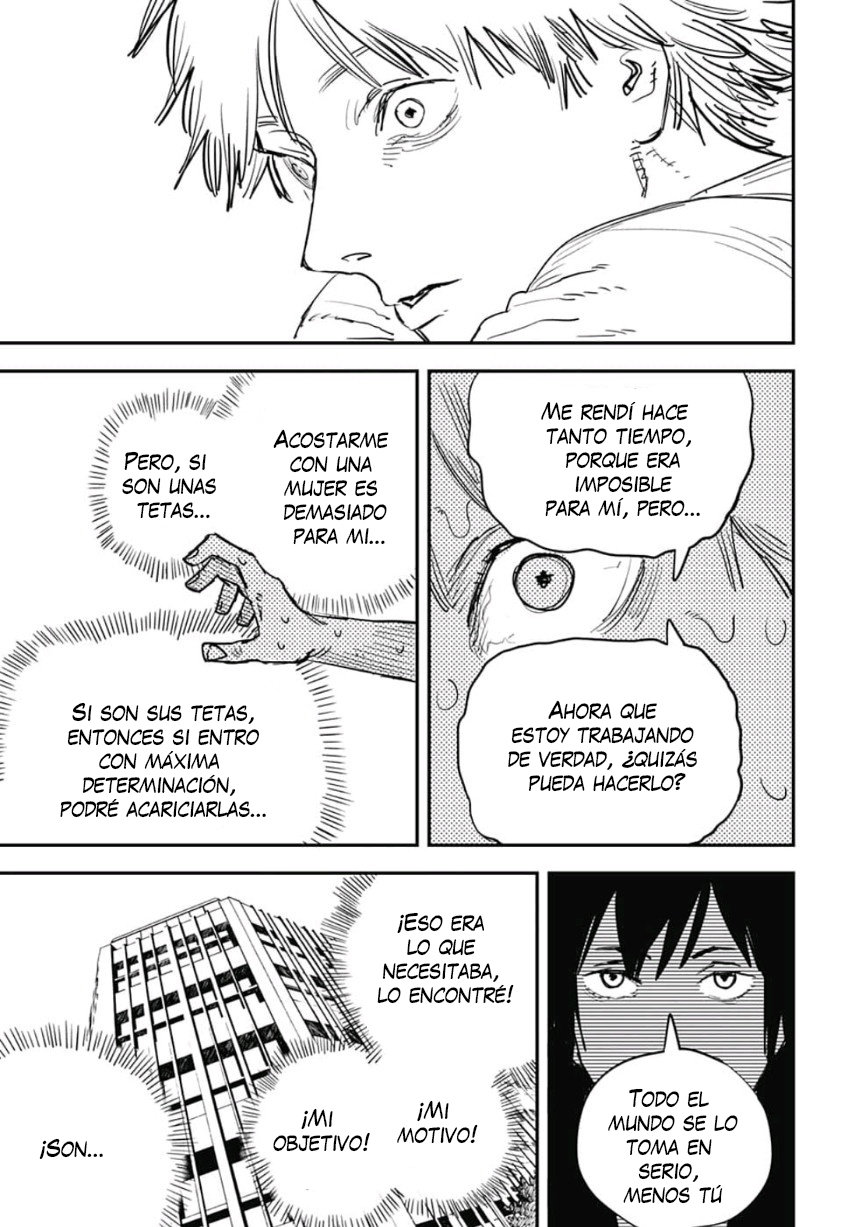 ME RENDÍ HACE
TANTO TIEMPO,
PORQUE ERA
IMPOSIBLE
PARA MÍ, PERO...
AHORA QUE
ESTOY TRABAJANDO
DE VERDAD, ¿QUIZÁS
PUEDA HACERLO?
ACOSTARME
CON UNA
MUJER ES
DEMASIADO
PARA MI...
PERO, SI
SON UNAS
TETAS...
SI SON SUS TETAS,
ENTONCES SI ENTRO
CON MÁXIMA
DETERMINACIÓN,
PODRÉ ACARICIARLAS...
TODO EL
MUNDO SE LO
TOMA EN
SERIO,
MENOS TÚ
¡ESO ERA
LO QUE
NECESITABA,
LO ENCONTRÉ!
¡MI
MOTIVO!
¡MI
OBJETIVO!
¡SON...